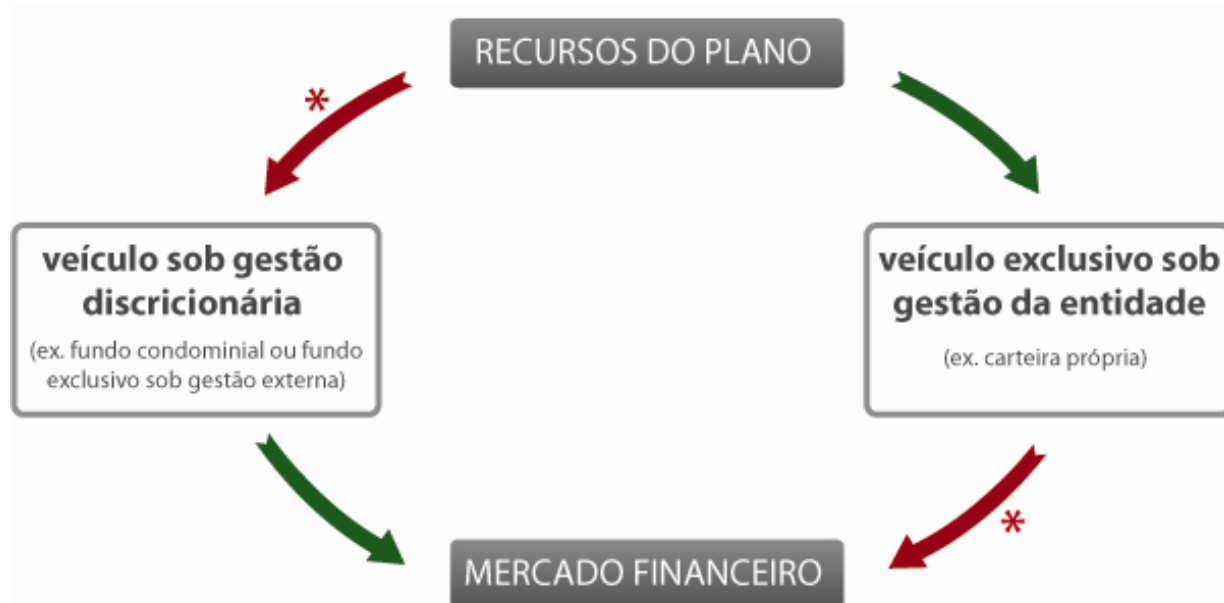 RECURSOS DO PLANO
*
veículo sob gestão
discricionária
(ex. fundo condominial ou fundo
exclusivo sob gestão externa)
veículo exclusivo sob
gestão da entidade
(ex. carteira própria)
*
MERCADO FINANCEIRO